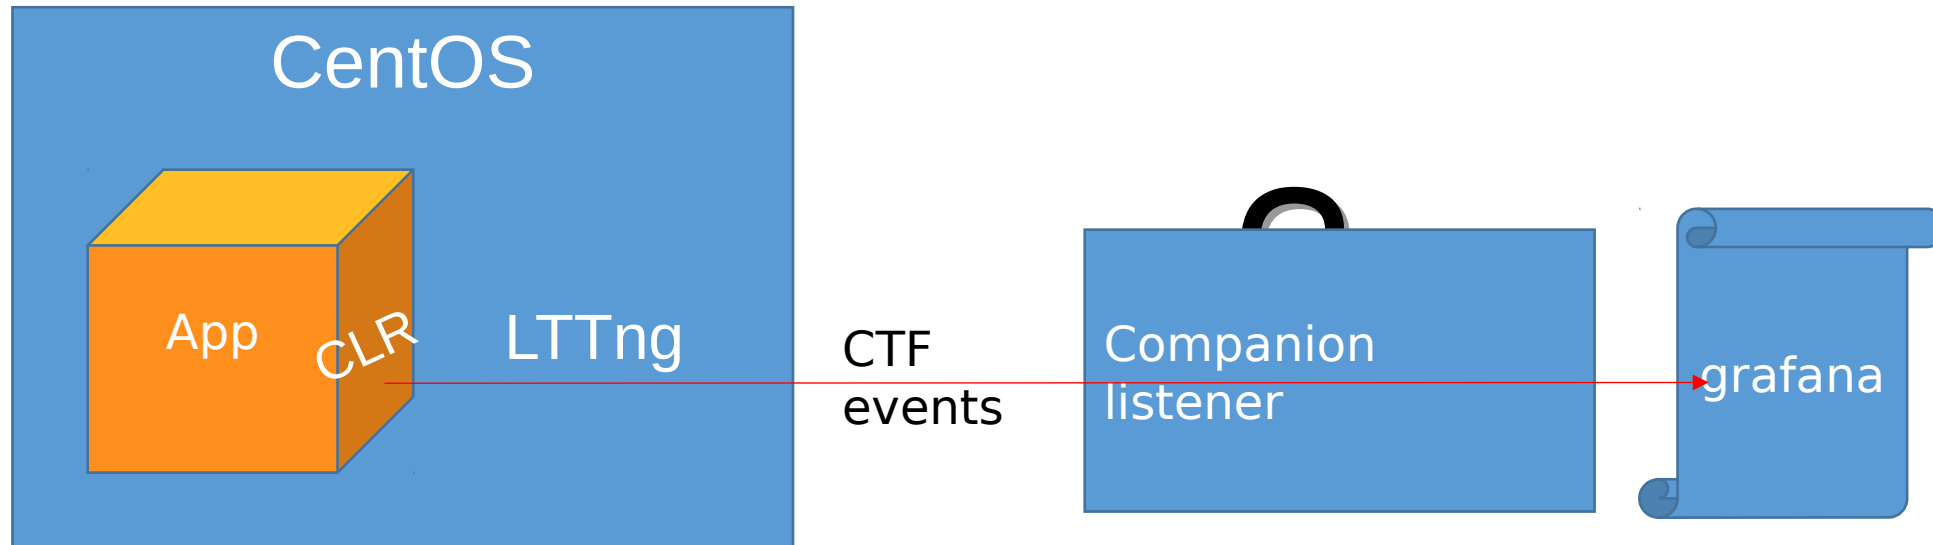 CentOS
App
CLR
LTTng
CTF
events
Companion
listener
grafana